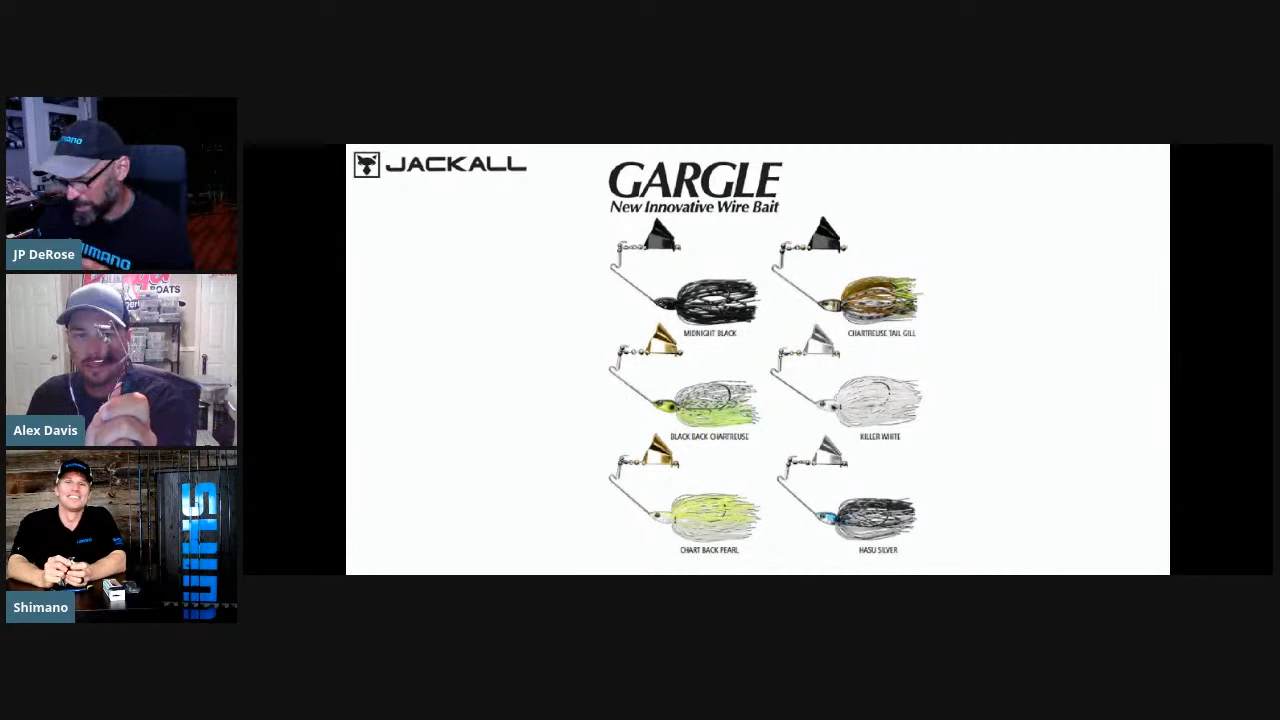 JACKALL
GARGLE
New Innovative Wire Bait
MIDNIGHT BLACK
CHARTREUSE TAIL GILL
BLACK BACK CHARTREUSE
KILLER WHITE
CHART BACK PEARL
HASU SILVER
JP DeRose
BOATS
Alex Davis
Shimano